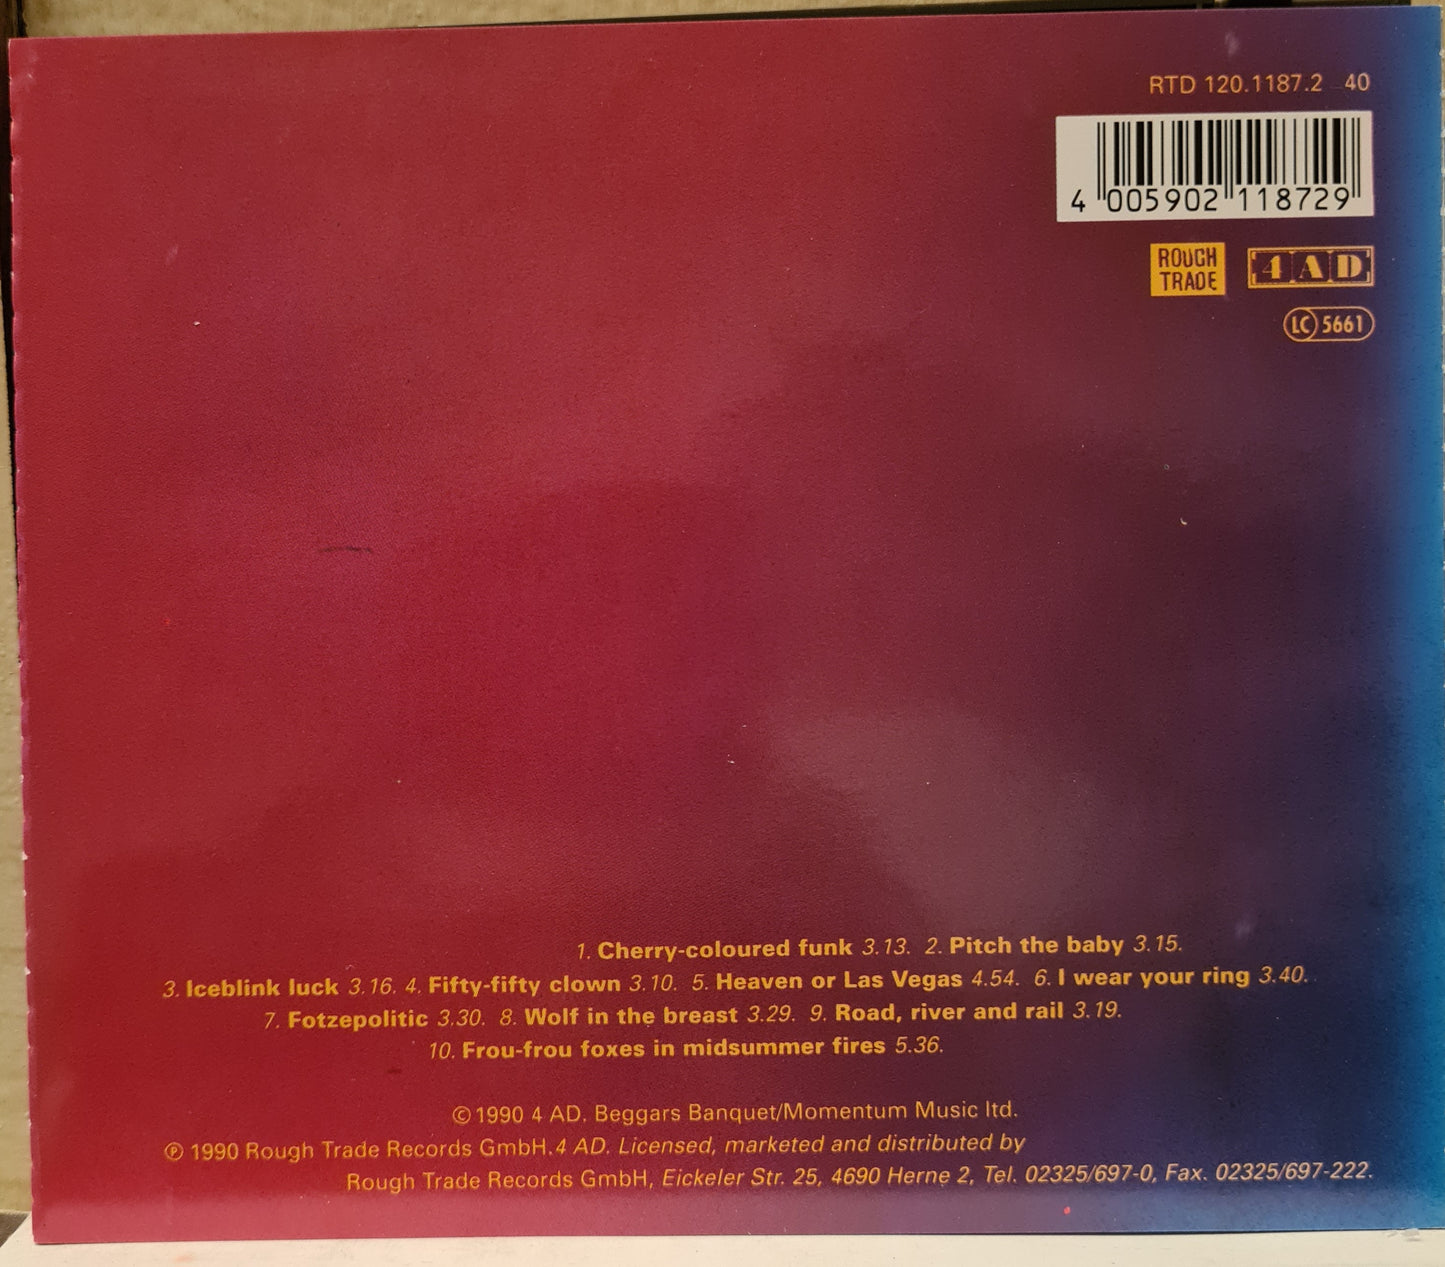 RTD 120.1187.2 40
4 005902 118729
ROUGH
TRADE
4AD
LC 5661
1. Cherry-coloured funk 3.13. 2. Pitch the baby 3.15.
3. Iceblink luck 3.16. 4. Fifty-fifty clown 3.10. 5. Heaven or Las Vegas 4.54. 6. I wear your ring 3.40.
7. Fotzepolitic 3.30. 8. Wolf in the breast 3.29. 9. Road, river and rail 3.19.
10. Frou-frou foxes in midsummer fires 5.36.
© 1990 4 AD. Beggars Banquet/Momentum Music ltd.
℗ 1990 Rough Trade Records GmbH. 4 AD. Licensed, marketed and distributed by
Rough Trade Records GmbH, Eickeler Str. 25, 4690 Herne 2, Tel. 02325/697-0, Fax. 02325/697-222.